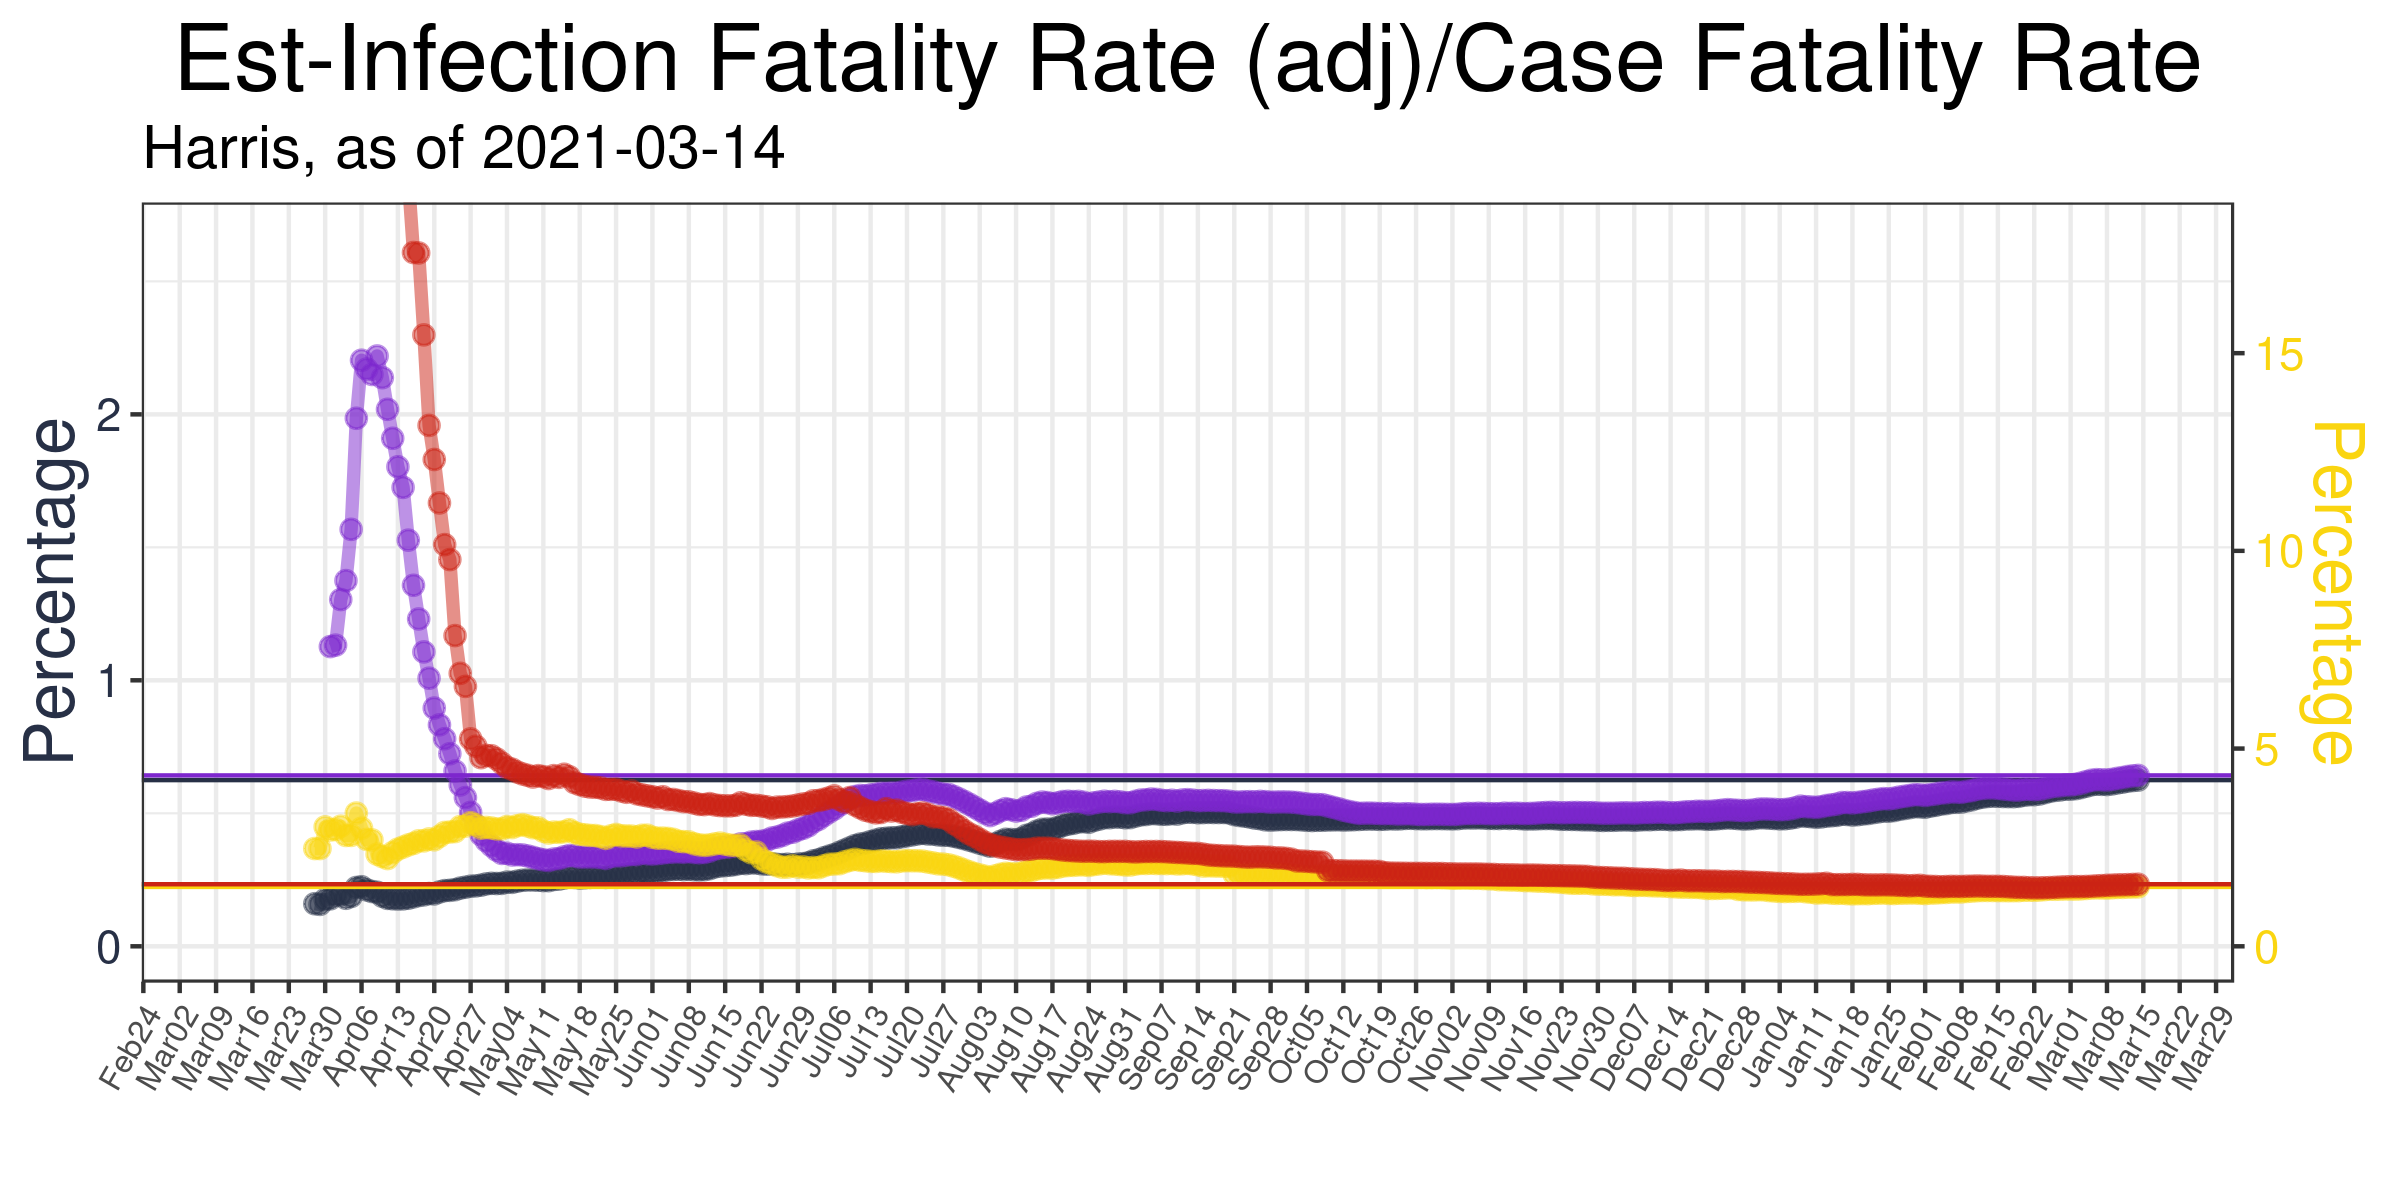 Est-Infection Fatality Rate (adj)/Case Fatality Rate
Harris, as of 2021-03-14
Percentage
2
1
0
Percentage
15
10
5
0
Feb24
Mar02
Mar09
Mar16
Mar23
Mar30
Apr06
Apr13
Apr20
Apr27
May04
May11
May18
May25
Jun01
Jun08
Jun15
Jun22
Jun29
Jul06
Jul13
Jul20
Jul27
Aug03
Aug10
Aug17
Aug24
Aug31
Sep07
Sep14
Sep21
Sep28
Oct05
Oct12
Oct19
Oct26
Nov02
Nov09
Nov16
Nov23
Nov30
Dec07
Dec14
Dec21
Dec28
Jan04
Jan11
Jan18
Jan25
Feb01
Feb08
Feb15
Feb22
Mar01
Mar08
Mar15
Mar22
Mar29